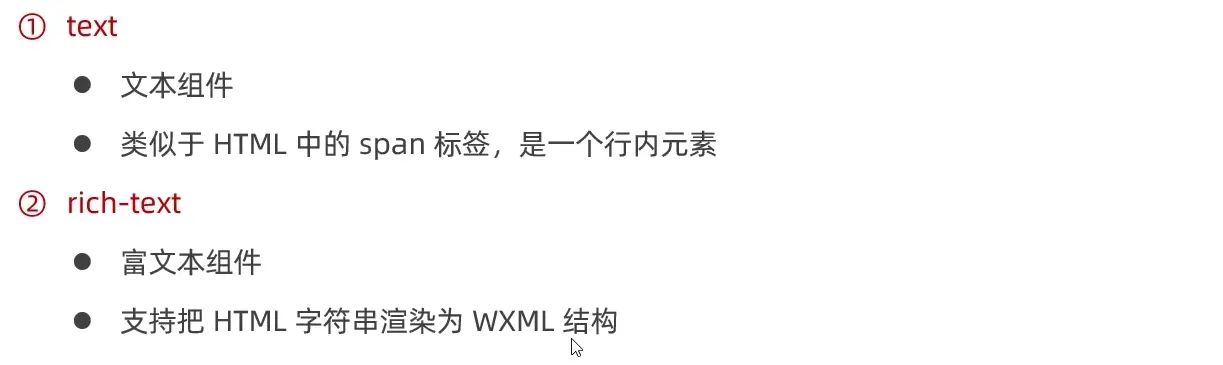 ① text
● 文本组件
● 类似于 HTML 中的 span 标签，是一个行内元素
② rich-text
● 富文本组件
● 支持把 HTML 字符串渲染为 WXML 结构